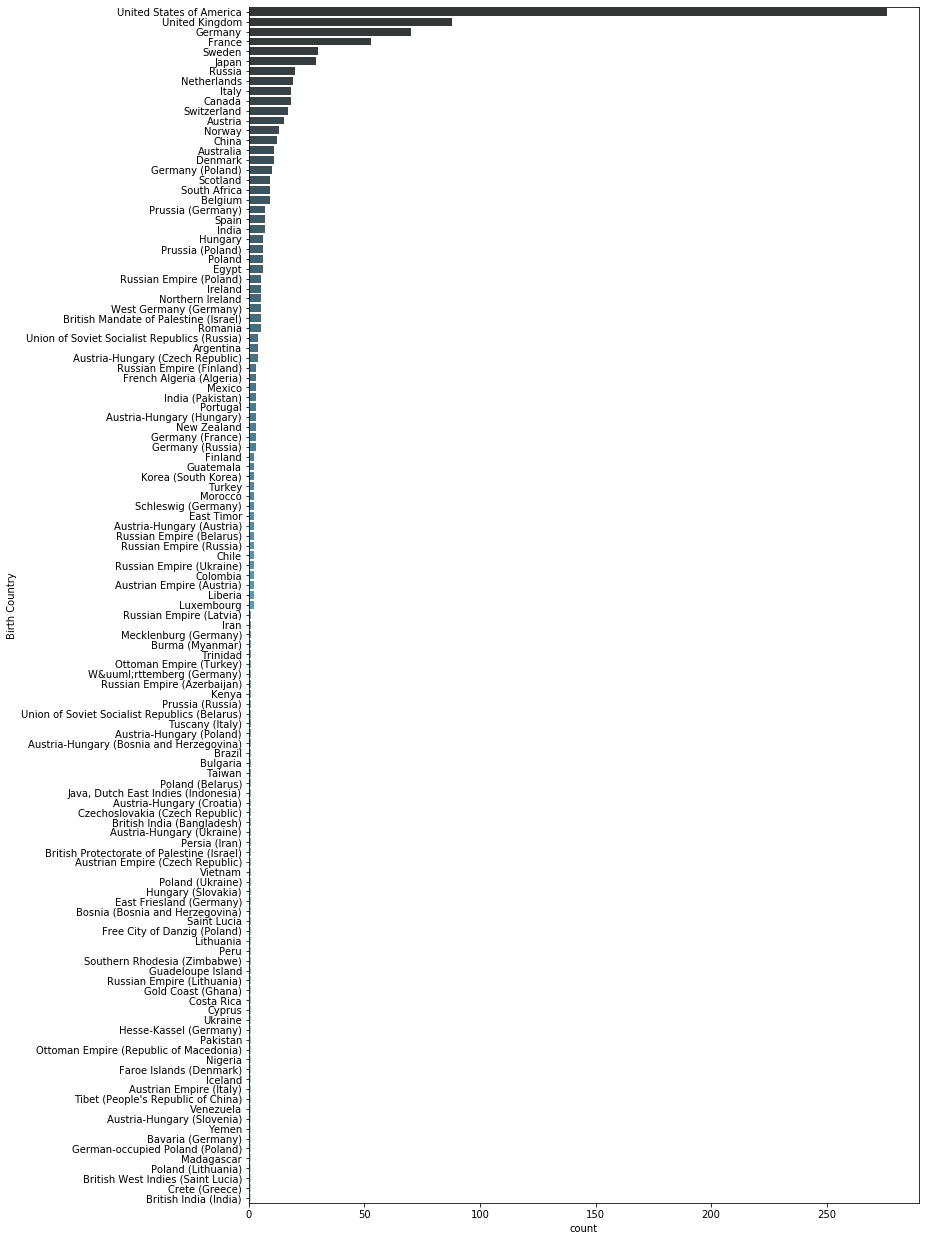 United States of America
United Kingdom
Germany
France
Sweden
Japan
Russia
Netherlands
Italy
Canada
Switzerland
Austria
Norway
China
Australia
Denmark
Germany (Poland)
Scotland
South Africa
Belgium
Prussia (Germany)
Spain
India
Hungary
Prussia (Poland)
Poland
Egypt
Russian Empire (Poland)
Ireland
Northern Ireland
West Germany (Germany)
British Mandate of Palestine (Israel)
Romania
Union of Soviet Socialist Republics (Russia)
Argentina
Austria-Hungary (Czech Republic)
Russian Empire (Finland)
French Algeria (Algeria)
Mexico
India (Pakistan)
Portugal
Austria-Hungary (Hungary)
New Zealand
Germany (France)
Germany (Russia)
Finland
Guatemala
Korea (South Korea)
Turkey
Morocco
Schleswig (Germany)
East Timor
Austria-Hungary (Austria)
Russian Empire (Belarus)
Russian Empire (Russia)
Chile
Russian Empire (Ukraine)
Colombia
Austrian Empire (Austria)
Liberia
Luxembourg
Russian Empire (Latvia)
Iran
Mecklenburg (Germany)
Burma (Myanmar)
Trinidad
Ottoman Empire (Turkey)
W&uuml;rttemberg (Germany)
Russian Empire (Azerbaijan)
Kenya
Prussia (Russia)
Union of Soviet Socialist Republics (Belarus)
Tuscany (Italy)
Austria-Hungary (Poland)
Austria-Hungary (Bosnia and Herzegovina)
Brazil
Bulgaria
Taiwan
Poland (Belarus)
Java, Dutch East Indies (Indonesia)
Austria-Hungary (Croatia)
Czechoslovakia (Czech Republic)
British India (Bangladesh)
Austria-Hungary (Ukraine)
Persia (Iran)
British Protectorate of Palestine (Israel)
Austrian Empire (Czech Republic)
Vietnam
Poland (Ukraine)
Hungary (Slovakia)
East Friesland (Germany)
Bosnia (Bosnia and Herzegovina)
Saint Lucia
Free City of Danzig (Poland)
Lithuania
Peru
Southern Rhodesia (Zimbabwe)
Guadeloupe Island
Russian Empire (Lithuania)
Gold Coast (Ghana)
Costa Rica
Cyprus
Ukraine
Hesse-Kassel (Germany)
Pakistan
Ottoman Empire (Republic of Macedonia)
Nigeria
Faroe Islands (Denmark)
Iceland
Austrian Empire (Italy)
Tibet (People's Republic of China)
Venezuela
Austria-Hungary (Slovenia)
Yemen
Bavaria (Germany)
German-occupied Poland (Poland)
Madagascar
Poland (Lithuania)
British West Indies (Saint Lucia)
Crete (Greece)
British India (India)
Birth Country
0 50 100 150 200 250
count